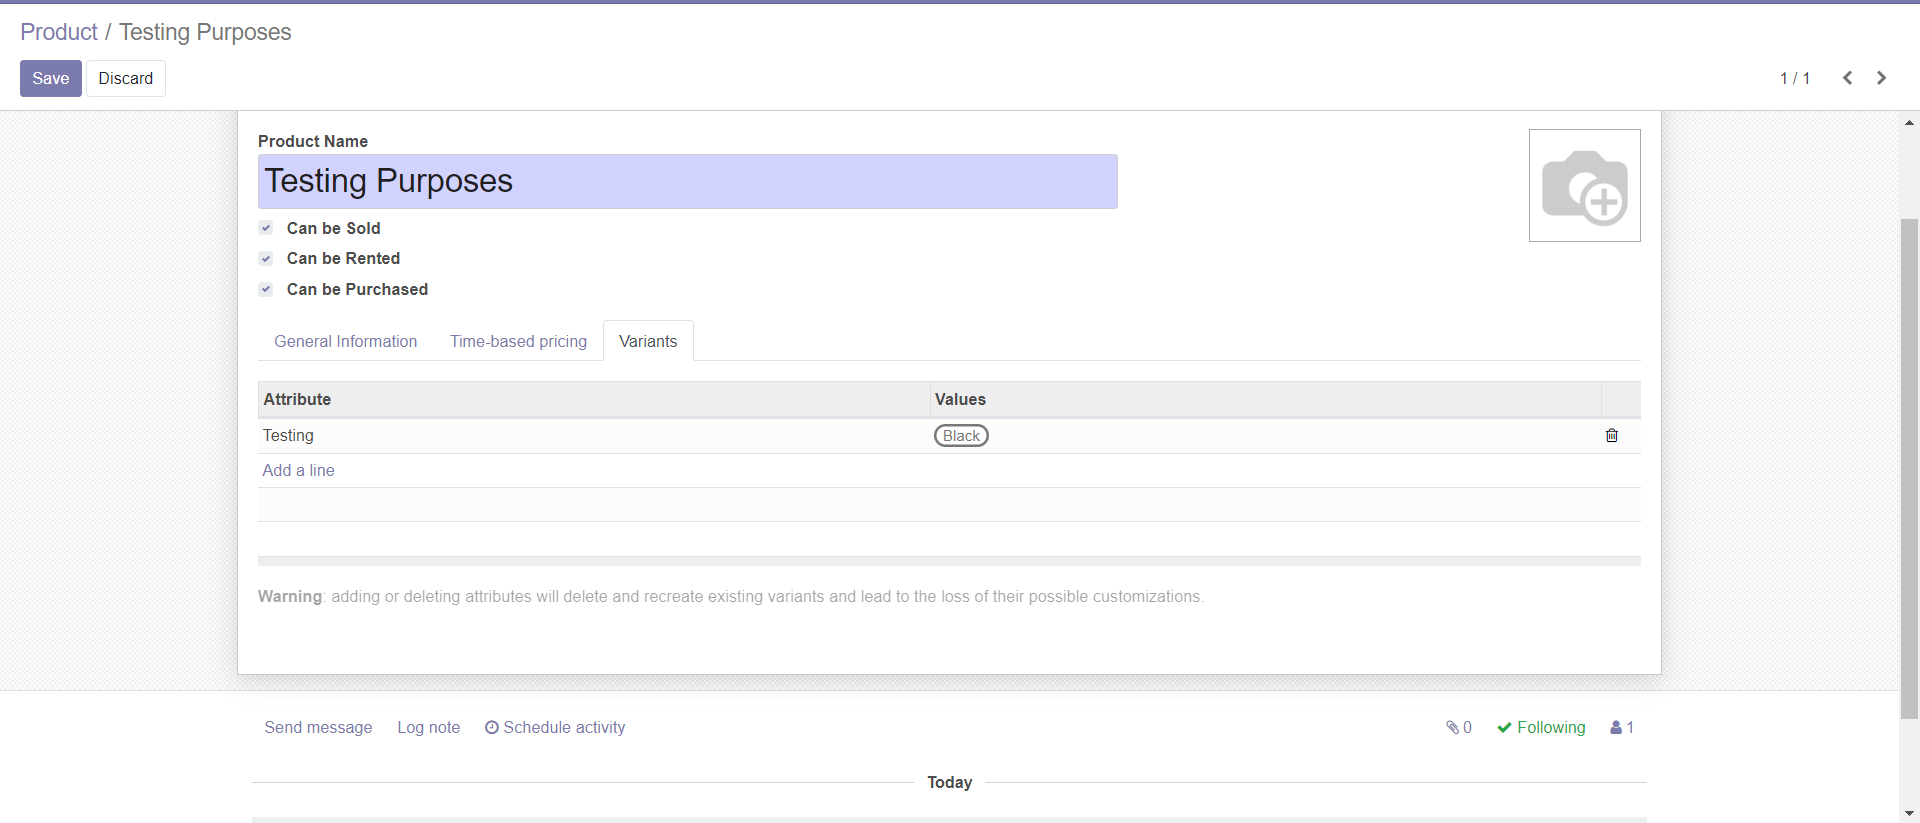 Product / Testing Purposes
Save Discard 1 / 1
Product Name
Testing Purposes
Can be Sold
Can be Rented
Can be Purchased
General Information Time-based pricing Variants
Attribute Values
Testing Black
Add a line
Warning: adding or deleting attributes will delete and recreate existing variants and lead to the loss of their possible customizations.
Send message Log note Schedule activity 0 Following 1
Today